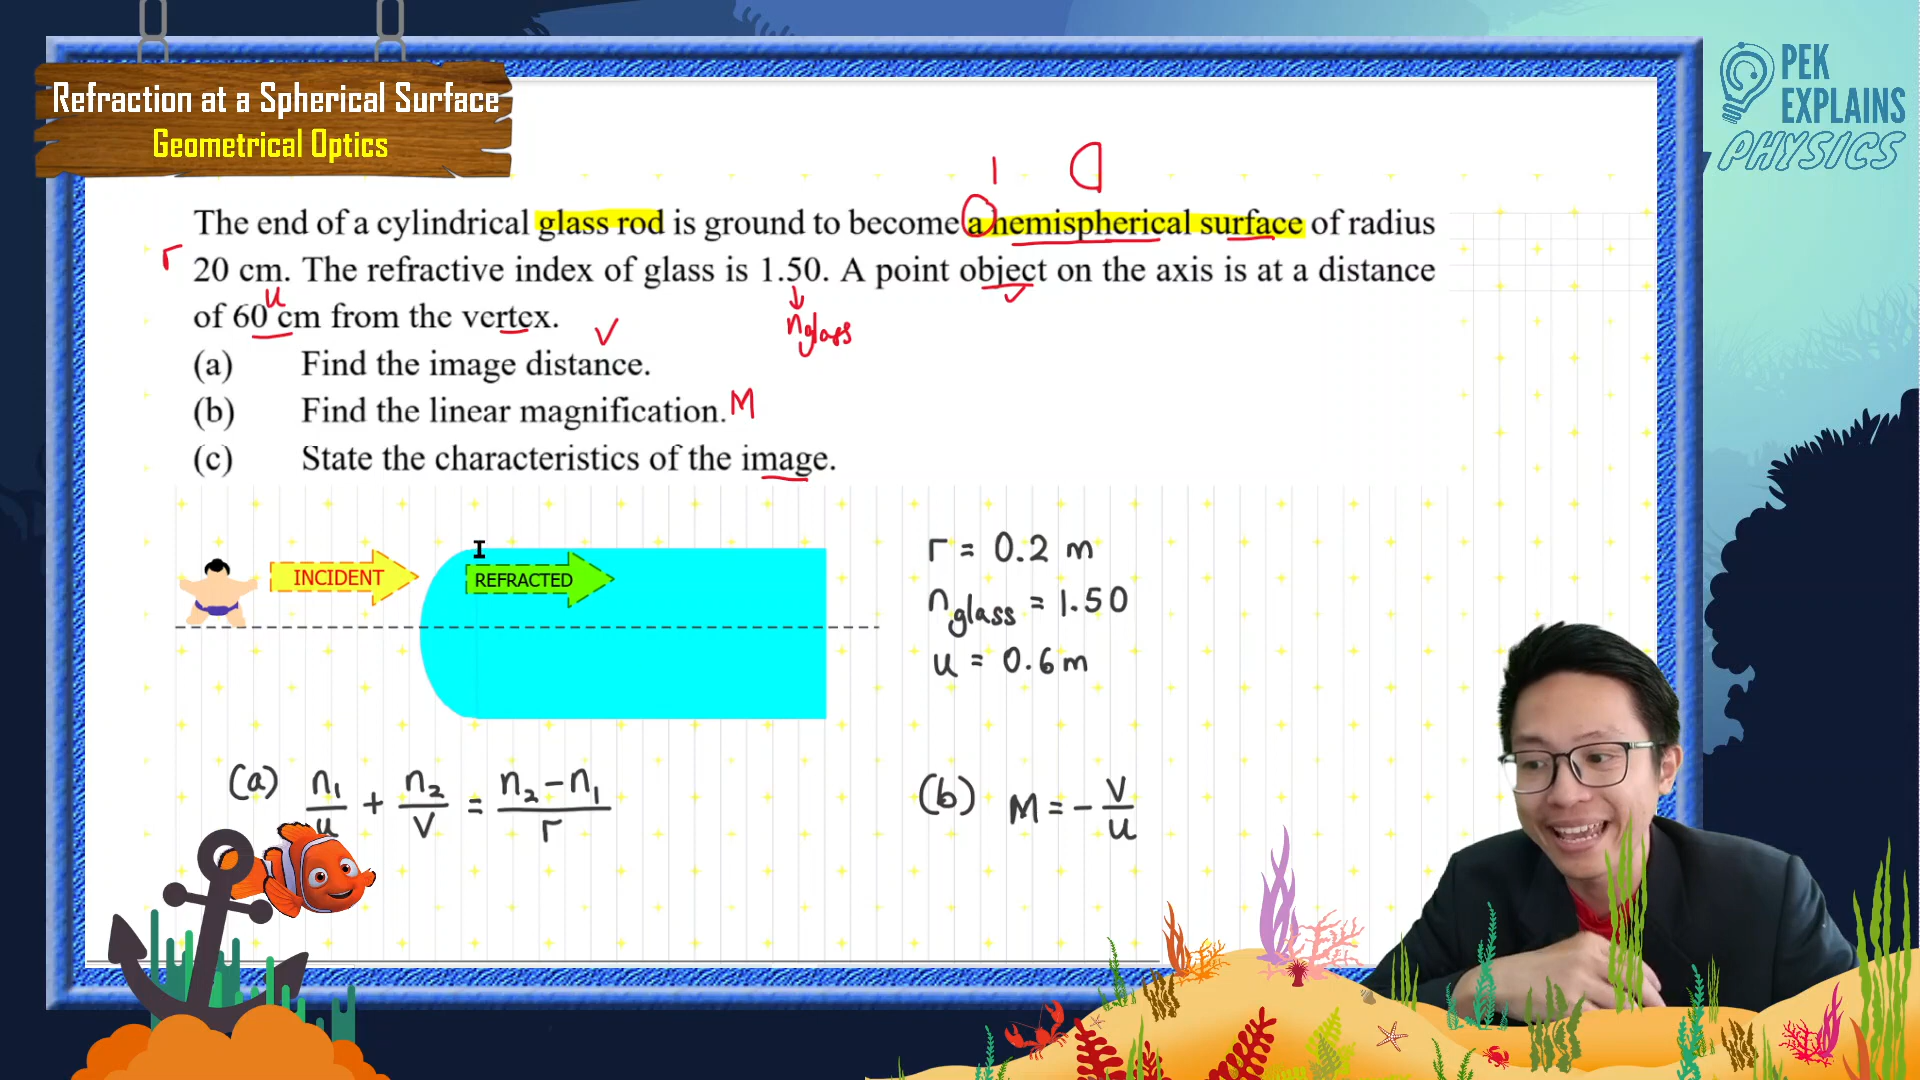 Refraction at a Spherical Surface
Geometrical Optics
PEK
EXPLAINS
PHYSICS
1
The end of a cylindrical glass rod is ground to become a hemispherical surface of radius
r
20 cm. The refractive index of glass is 1.50. A point object on the axis is at a distance
u
of 60 cm from the vertex.
n glass
v
(a) Find the image distance.
(b) Find the linear magnification. M
(c) State the characteristics of the image.
INCIDENT
REFRACTED
r = 0.2 m
n glass = 1.50
u = 0.6 m
(a) n₁/u + n₂/v = (n₂ − n₁)/r
(b) M = − v/u